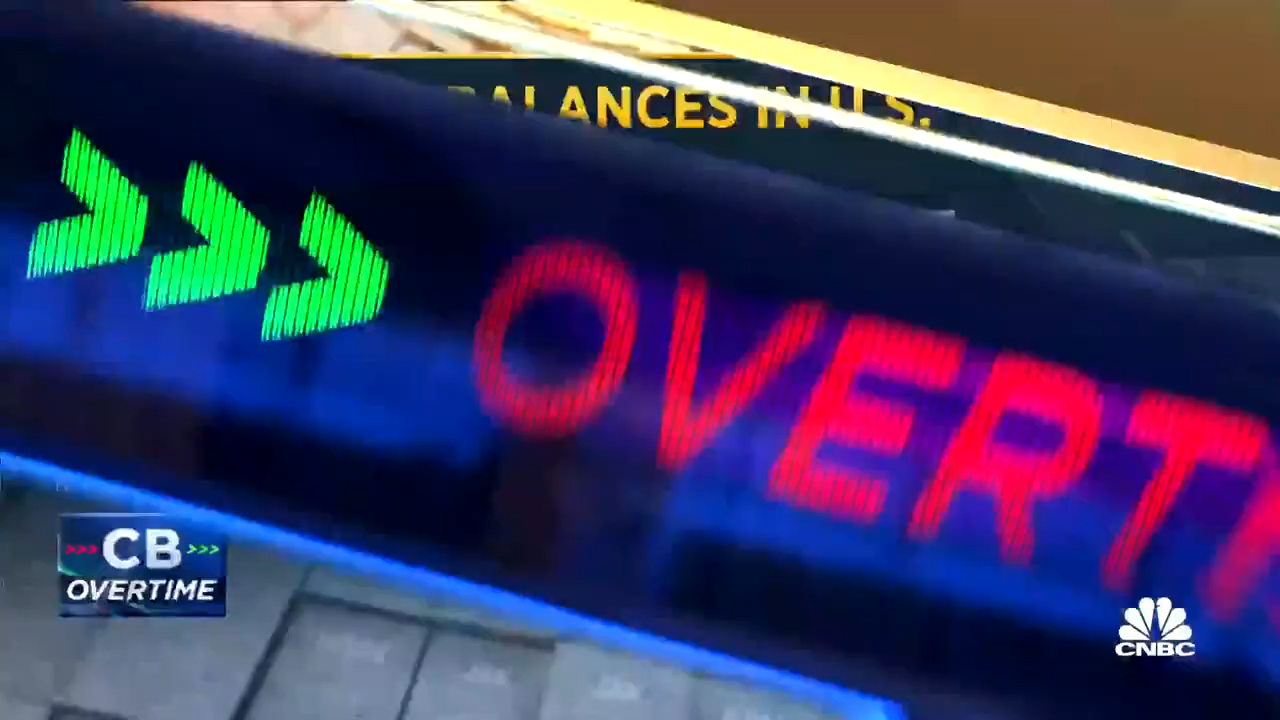 BALANCES IN U.S.
OVERT
>>> CB >>>
OVERTIME
CNBC